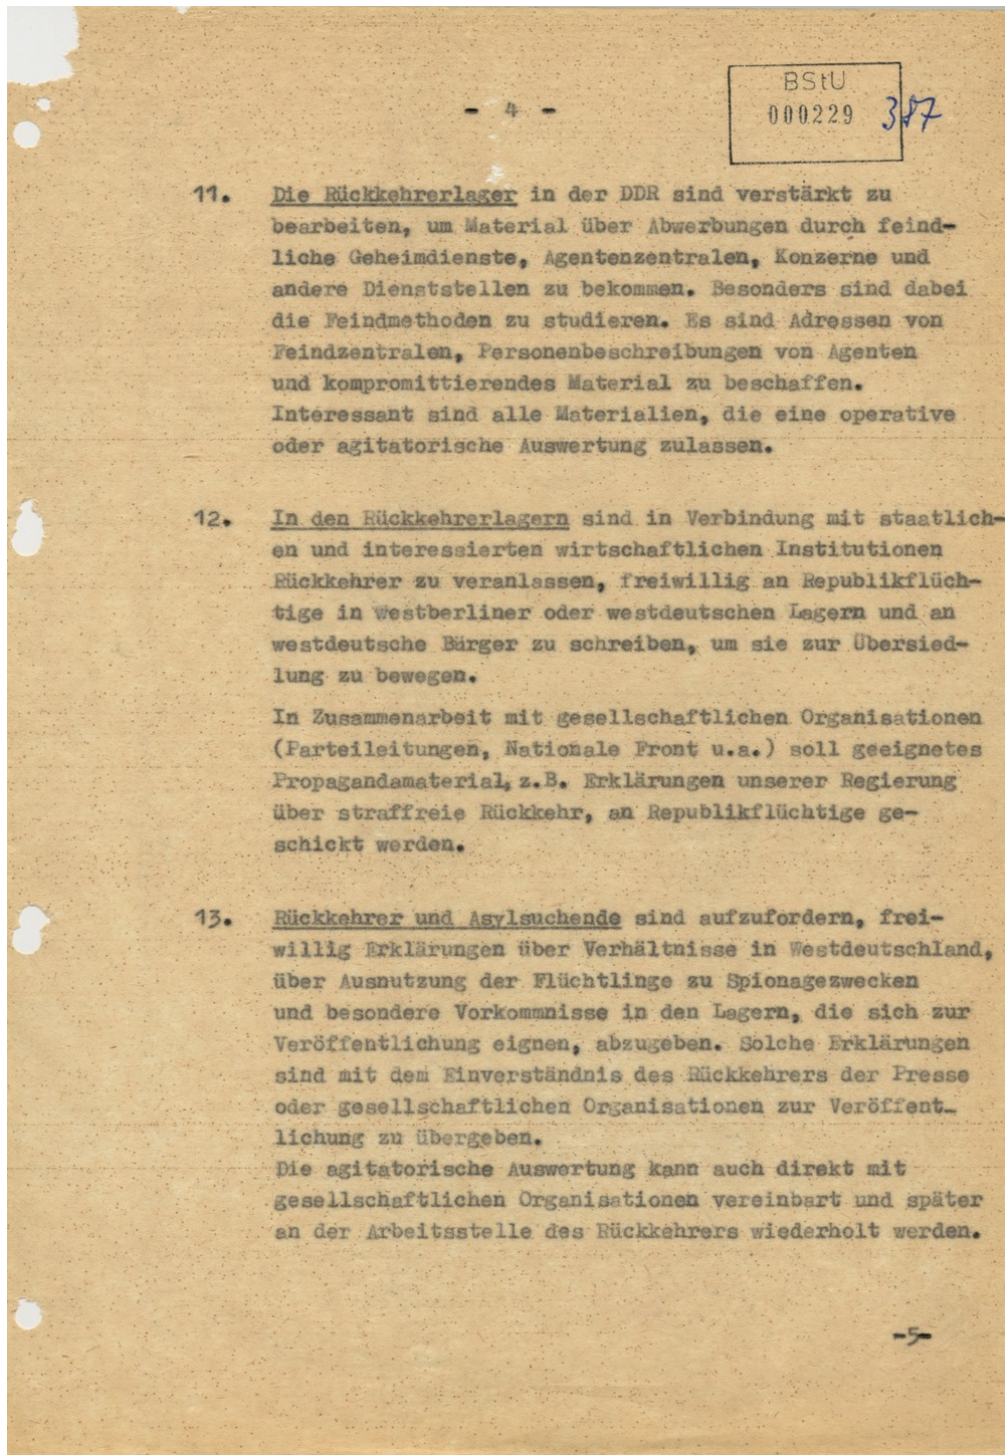 BStU
000229 387
- 4 -
11. Die Rückkehrerlager in der DDR sind verstärkt zu
bearbeiten, um Material über Abwerbungen durch feind-
liche Geheimdienste, Agentenzentralen, Konzerne und
andere Dienststellen zu bekommen. Besonders sind dabei
die Feindmethoden zu studieren. Es sind Adressen von
Feindzentralen, Personenbeschreibungen von Agenten
und kompromittierendes Material zu beschaffen.
Interessant sind alle Materialien, die eine operative
oder agitatorische Auswertung zulassen.
12. In den Rückkehrerlagern sind in Verbindung mit staatlich-
en und interessierten wirtschaftlichen Institutionen
Rückkehrer zu veranlassen, freiwillig an Republikflüch-
tige in westberliner oder westdeutschen Lagern und an
westdeutsche Bürger zu schreiben, um sie zur Übersied-
lung zu bewegen.
In Zusammenarbeit mit gesellschaftlichen Organisationen
(Parteileitungen, Nationale Front u.a.) soll geeignetes
Propagandamaterial, z.B. Erklärungen unserer Regierung
über straffreie Rückkehr, an Republikflüchtige ge-
schickt werden.
13. Rückkehrer und Asylsuchende sind aufzufordern, frei-
willig Erklärungen über Verhältnisse in Westdeutschland,
über Ausnutzung der Flüchtlinge zu Spionagezwecken
und besondere Vorkommnisse in den Lagern, die sich zur
Veröffentlichung eignen, abzugeben. Solche Erklärungen
sind mit dem Einverständnis des Rückkehrers der Presse
oder gesellschaftlichen Organisationen zur Veröffent-
lichung zu übergeben.
Die agitatorische Auswertung kann auch direkt mit
gesellschaftlichen Organisationen vereinbart und später
an der Arbeitsstelle des Rückkehrers wiederholt werden.
-5-